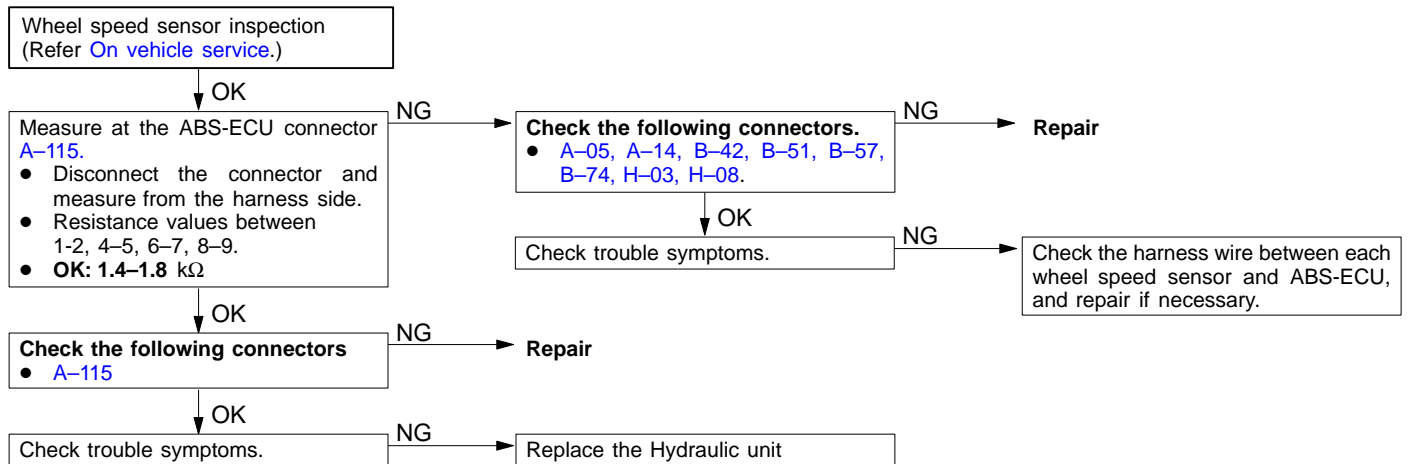 Wheel speed sensor inspection
(Refer On vehicle service.)
OK
Measure at the ABS-ECU connector
A–115.
● Disconnect the connector and
measure from the harness side.
● Resistance values between
1-2, 4–5, 6–7, 8–9.
● OK: 1.4–1.8 kΩ
NG
Check the following connectors.
● A–05, A–14, B–42, B–51, B–57,
B–74, H–03, H–08.
NG
Repair
OK
Check trouble symptoms.
NG
Check the harness wire between each
wheel speed sensor and ABS-ECU,
and repair if necessary.
OK
Check the following connectors
● A–115
NG
Repair
OK
Check trouble symptoms.
NG
Replace the Hydraulic unit